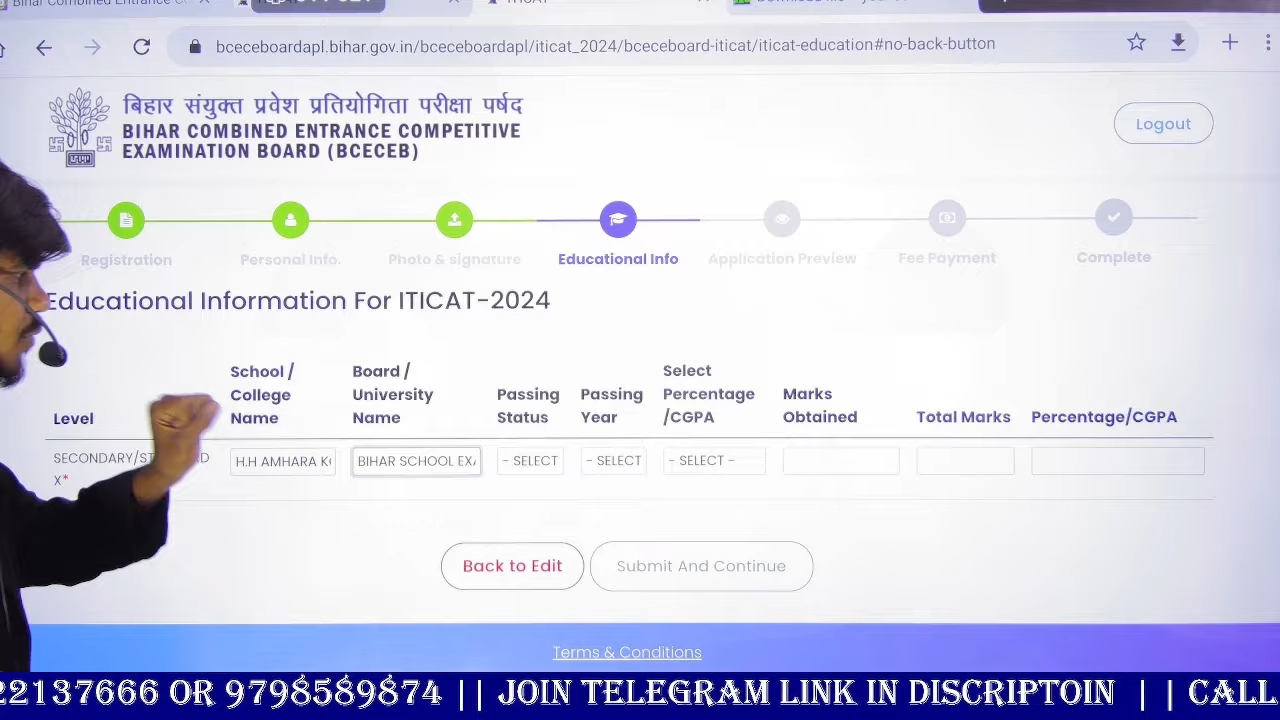 Bihar Combined Entrance C
ITICAT
bceceboardapl.bihar.gov.in/bceceboardapl/iticat_2024/bceceboard-iticat/iticat-education#no-back-button
बिहार संयुक्त प्रवेश प्रतियोगिता परीक्षा पर्षद
BIHAR COMBINED ENTRANCE COMPETITIVE
EXAMINATION BOARD (BCECEB)
Logout
Registration Personal Info. Photo & signature Educational Info Application Preview Fee Payment Complete
Educational Information For ITICAT-2024
Level School / College Name Board / University Name Passing Status Passing Year Select Percentage /CGPA Marks Obtained Total Marks Percentage/CGPA
SECONDARY/ST D H.H AMHARA K BIHAR SCHOOL EX - SELECT - SELECT - SELECT -
X*
Back to Edit Submit And Continue
Terms & Conditions
22137666 OR 9798589874 || JOIN TELEGRAM LINK IN DISCRIPTOIN || CALL